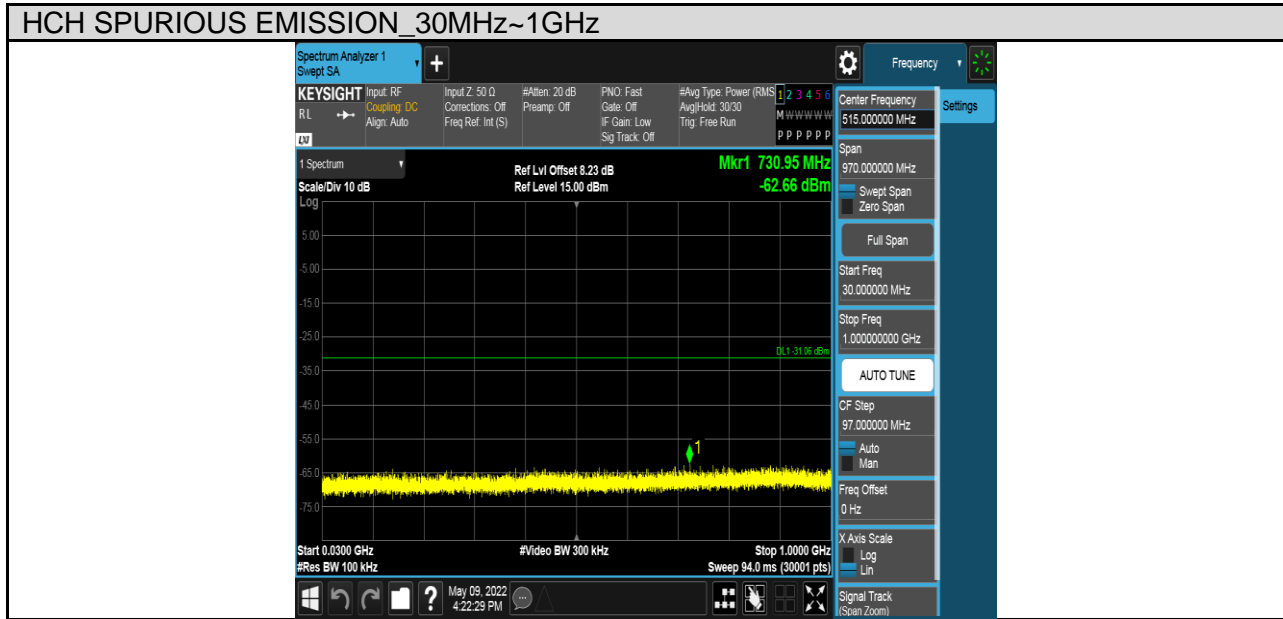 HCH SPURIOUS EMISSION_30MHz~1GHz
Spectrum Analyzer 1
Swept SA
+
Frequency
KEYSIGHT
RL
LXI
Input: RF
Coupling: DC
Align: Auto
Input Z: 50 Ω
Corrections: Off
Freq Ref: Int (S)
#Atten: 20 dB
Preamp: Off
PNO: Fast
Gate: Off
IF Gain: Low
Sig Track: Off
#Avg Type: Power (RMS
Avg|Hold: 30/30
Trig: Free Run
1 2 3 4 5 6
M W W W W W
P P P P P P
1 Spectrum
Scale/Div 10 dB
Log
Ref Lvl Offset 8.23 dB
Ref Level 15.00 dBm
Mkr1 730.95 MHz
-62.66 dBm
5.00
-5.00
-15.0
-25.0
DL1 -31.06 dBm
-35.0
-45.0
-55.0
1
-65.0
-75.0
Start 0.0300 GHz
#Res BW 100 kHz
#Video BW 300 kHz
Stop 1.0000 GHz
Sweep 94.0 ms (30001 pts)
?
May 09, 2022
4:22:29 PM
Center Frequency
515.000000 MHz
Settings
Span
970.000000 MHz
Swept Span
Zero Span
Full Span
Start Freq
30.000000 MHz
Stop Freq
1.000000000 GHz
AUTO TUNE
CF Step
97.000000 MHz
Auto
Man
Freq Offset
0 Hz
X Axis Scale
Log
Lin
Signal Track
(Span Zoom)